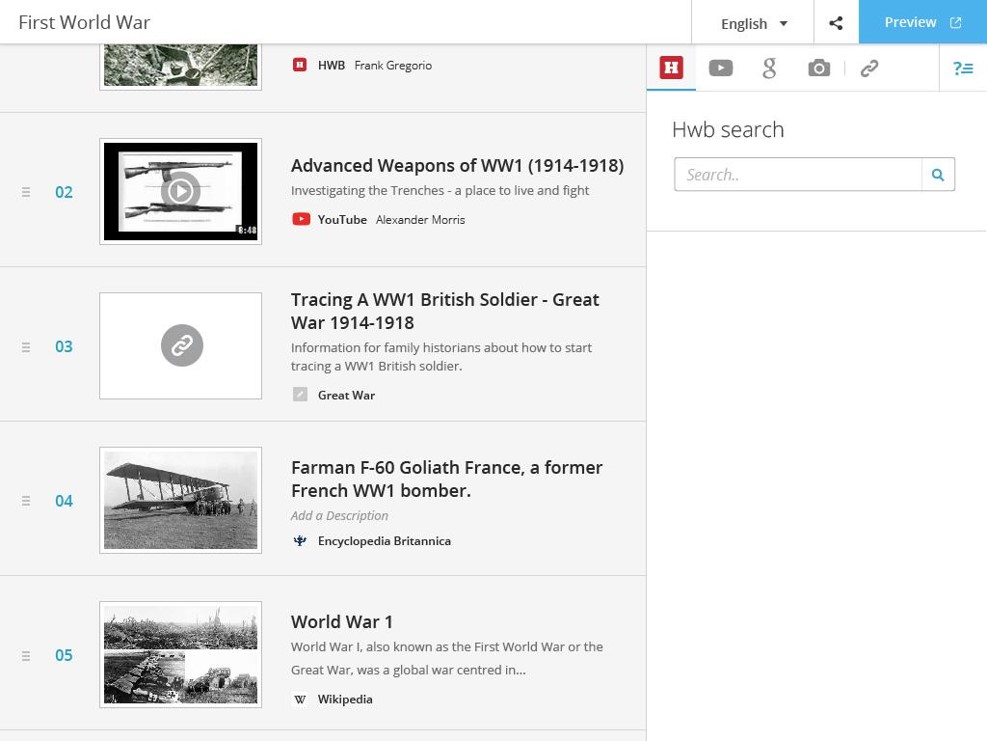 First World War
English
Preview
HWB Frank Gregorio
02
8:48
Advanced Weapons of WW1 (1914-1918)
Investigating the Trenches - a place to live and fight
YouTube Alexander Morris
03
Tracing A WW1 British Soldier - Great
War 1914-1918
Information for family historians about how to start
tracing a WW1 British soldier.
Great War
04
Farman F-60 Goliath France, a former
French WW1 bomber.
Add a Description
Encyclopedia Britannica
05
World War 1
World War I, also known as the First World War or the
Great War, was a global war centred in...
W Wikipedia
H g ?
Hwb search
Search..